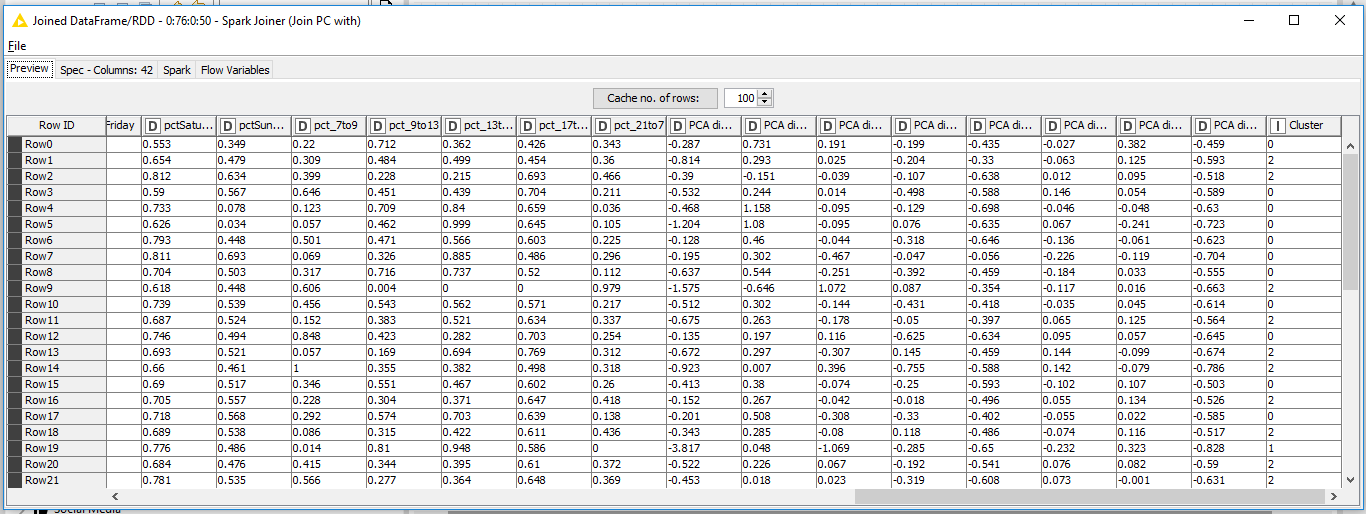 Joined DataFrame/RDD - 0:76:0:50 - Spark Joiner (Join PC with)
File
Preview Spec - Columns: 42 Spark Flow Variables
Cache no. of rows: 100
Row ID Friday D pctSatu... D pctSun... D pct_7to9 D pct_9to13 D pct_13t... D pct_17t... D pct_21to7 D PCA di... D PCA di... D PCA di... D PCA di... D PCA di... D PCA di... D PCA di... D PCA di... I Cluster
Row0 0.553 0.349 0.22 0.712 0.362 0.426 0.343 -0.287 0.731 0.191 -0.199 -0.435 -0.027 0.382 -0.459 0
Row1 0.654 0.479 0.309 0.484 0.499 0.454 0.36 -0.814 0.293 0.025 -0.204 -0.33 -0.063 0.125 -0.593 2
Row2 0.812 0.634 0.399 0.228 0.215 0.693 0.466 -0.39 -0.151 -0.039 -0.107 -0.638 0.012 0.095 -0.518 2
Row3 0.59 0.567 0.646 0.451 0.439 0.704 0.211 -0.532 0.244 0.014 -0.498 -0.588 0.146 0.054 -0.589 0
Row4 0.733 0.078 0.123 0.709 0.84 0.659 0.036 -0.468 1.158 -0.095 -0.129 -0.698 -0.046 -0.048 -0.63 0
Row5 0.626 0.034 0.057 0.462 0.999 0.645 0.105 -1.204 1.08 -0.095 0.076 -0.635 0.067 -0.241 -0.723 0
Row6 0.793 0.448 0.501 0.471 0.566 0.603 0.225 -0.128 0.46 -0.044 -0.318 -0.646 -0.136 -0.061 -0.623 0
Row7 0.811 0.693 0.069 0.326 0.885 0.486 0.296 -0.195 0.302 -0.467 -0.047 -0.056 -0.226 -0.119 -0.704 0
Row8 0.704 0.503 0.317 0.716 0.737 0.52 0.112 -0.637 0.544 -0.251 -0.392 -0.459 -0.184 0.033 -0.555 0
Row9 0.618 0.448 0.606 0.004 0 0 0.979 -1.575 -0.646 1.072 0.087 -0.354 -0.117 0.016 -0.663 2
Row10 0.739 0.539 0.456 0.543 0.562 0.571 0.217 -0.512 0.302 -0.144 -0.431 -0.418 -0.035 0.045 -0.614 0
Row11 0.687 0.524 0.152 0.383 0.521 0.634 0.337 -0.675 0.263 -0.178 -0.05 -0.397 0.065 0.125 -0.564 2
Row12 0.746 0.494 0.848 0.423 0.282 0.703 0.254 -0.135 0.197 0.116 -0.625 -0.634 0.095 0.057 -0.645 0
Row13 0.693 0.521 0.057 0.169 0.694 0.769 0.312 -0.672 0.297 -0.307 0.145 -0.459 0.144 -0.099 -0.674 2
Row14 0.66 0.461 1 0.355 0.382 0.498 0.318 -0.923 0.007 0.396 -0.755 -0.588 0.142 -0.079 -0.786 2
Row15 0.69 0.517 0.346 0.551 0.467 0.602 0.26 -0.413 0.38 -0.074 -0.25 -0.593 -0.102 0.107 -0.503 0
Row16 0.705 0.557 0.228 0.304 0.371 0.647 0.418 -0.152 0.267 -0.042 -0.018 -0.496 0.055 0.134 -0.526 2
Row17 0.718 0.568 0.292 0.574 0.703 0.639 0.138 -0.201 0.508 -0.308 -0.33 -0.402 -0.055 0.022 -0.585 0
Row18 0.689 0.538 0.086 0.315 0.422 0.611 0.436 -0.343 0.285 -0.08 0.118 -0.486 -0.074 0.116 -0.517 2
Row19 0.776 0.486 0.014 0.81 0.948 0.586 0 -3.817 0.048 -1.069 -0.285 -0.65 -0.232 0.323 -0.828 1
Row20 0.684 0.476 0.415 0.344 0.395 0.61 0.372 -0.522 0.226 0.067 -0.192 -0.541 0.076 0.082 -0.59 2
Row21 0.781 0.535 0.566 0.277 0.364 0.648 0.369 -0.453 0.018 0.023 -0.319 -0.608 0.073 -0.001 -0.631 2
Social Media